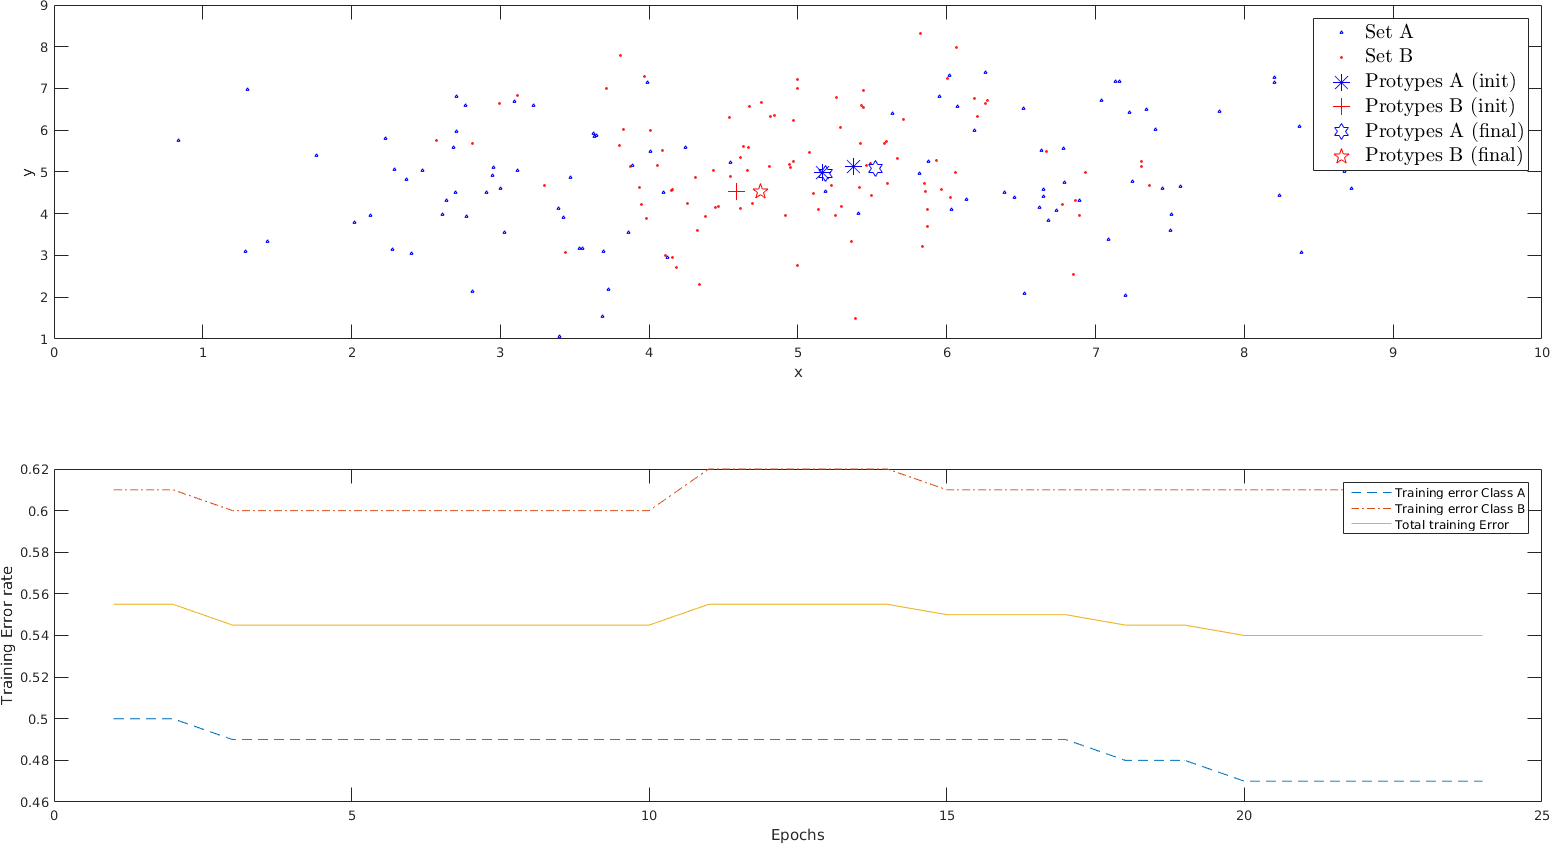 9
8
7
6
5
4
3
2
1
y
0 1 2 3 4 5 6 7 8 9 10
x
Set A
Set B
Protypes A (init)
Protypes B (init)
Protypes A (final)
Protypes B (final)
0.62
0.6
0.58
0.56
0.54
0.52
0.5
0.48
0.46
Training Error rate
0 5 10 15 20 25
Epochs
Training error Class A
Training error Class B
Total training Error